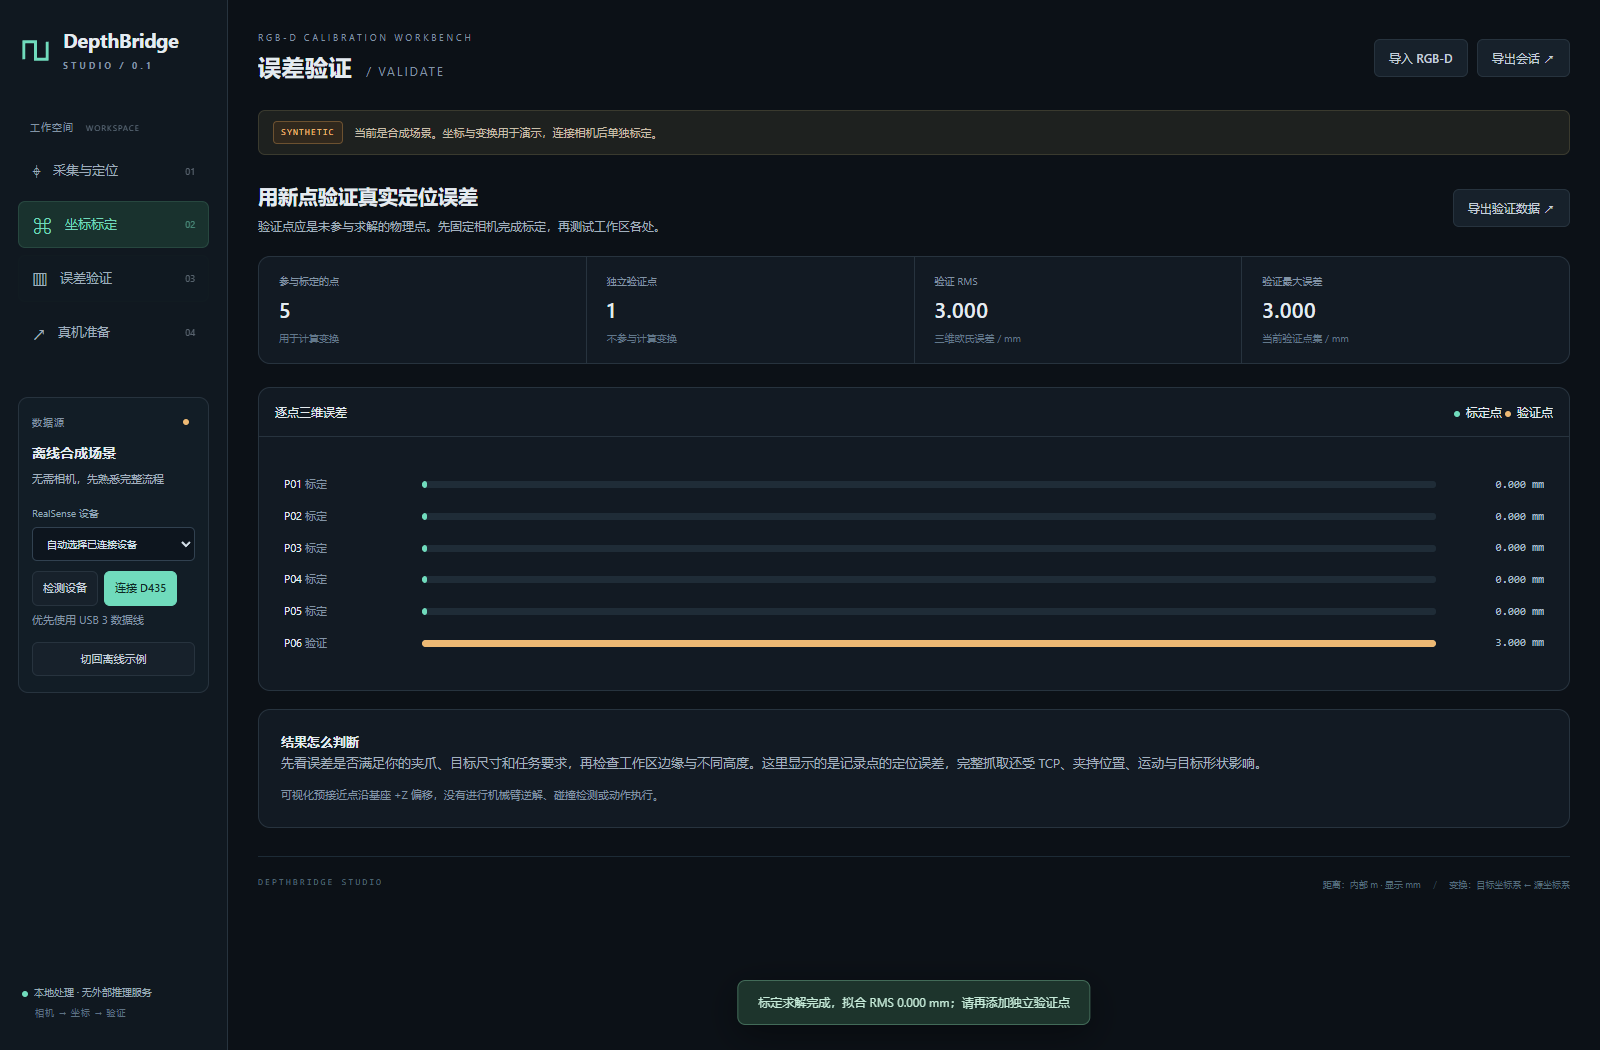 DepthBridge
STUDIO / 0.1
工作空间 WORKSPACE
采集与定位 01
坐标标定 02
误差验证 03
真机准备 04
数据源
离线合成场景
无需相机，先熟悉完整流程
RealSense 设备
自动选择已连接设备
检测设备 连接 D435
优先使用 USB 3 数据线
切回离线示例
本地处理 · 无外部推理服务
相机 → 坐标 → 验证
RGB-D CALIBRATION WORKBENCH
误差验证 / VALIDATE
导入 RGB-D 导出会话 ↗
SYNTHETIC 当前是合成场景。坐标与变换用于演示，连接相机后单独标定。
用新点验证真实定位误差
验证点应是未参与求解的物理点。先固定相机完成标定，再测试工作区各处。
导出验证数据 ↗
参与标定的点
5
用于计算变换
独立验证点
1
不参与计算变换
验证 RMS
3.000
三维欧氏误差 / mm
验证最大误差
3.000
当前验证点集 / mm
逐点三维误差 标定点 验证点
P01 标定 0.000 mm
P02 标定 0.000 mm
P03 标定 0.000 mm
P04 标定 0.000 mm
P05 标定 0.000 mm
P06 验证 3.000 mm
结果怎么判断
先看误差是否满足你的夹爪、目标尺寸和任务要求，再检查工作区边缘与不同高度。这里显示的是记录点的定位误差，完整抓取还受 TCP、夹持位置、运动与目标形状影响。
可视化预接近点沿基座 +Z 偏移，没有进行机械臂逆解、碰撞检测或动作执行。
DEPTHBRIDGE STUDIO
距离：内部 m · 显示 mm / 变换：目标坐标系 ← 源坐标系
标定求解完成，拟合 RMS 0.000 mm；请再添加独立验证点